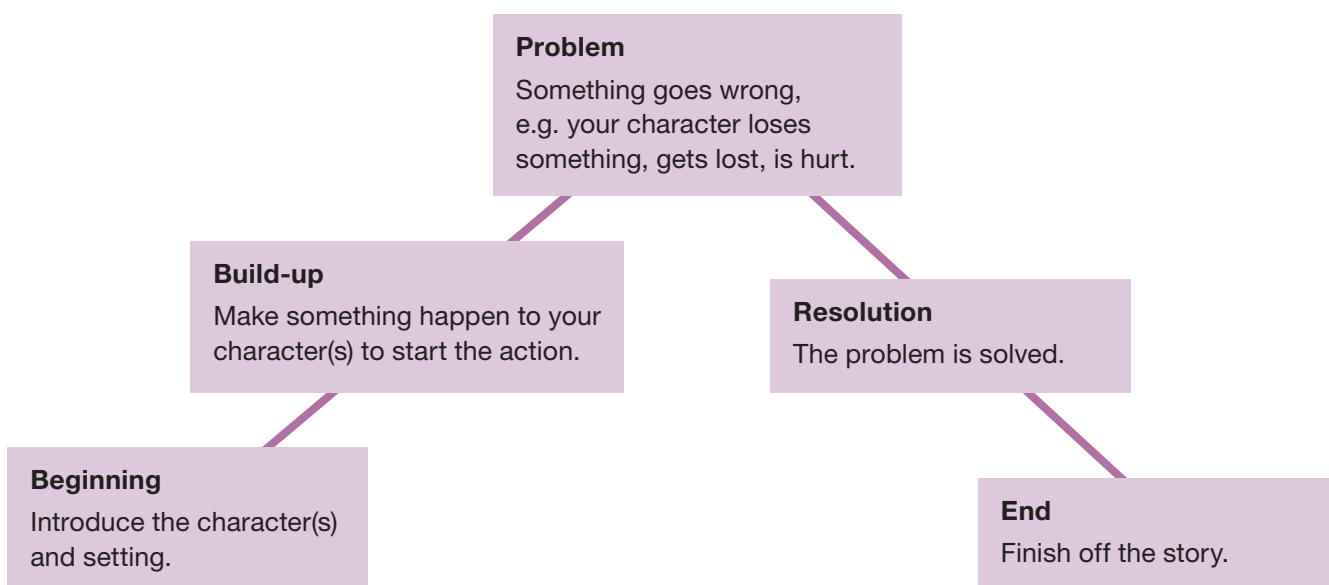 Problem
Something goes wrong,
e.g. your character loses
something, gets lost, is hurt.
Build-up
Make something happen to your
character(s) to start the action.
Resolution
The problem is solved.
Beginning
Introduce the character(s)
and setting.
End
Finish off the story.